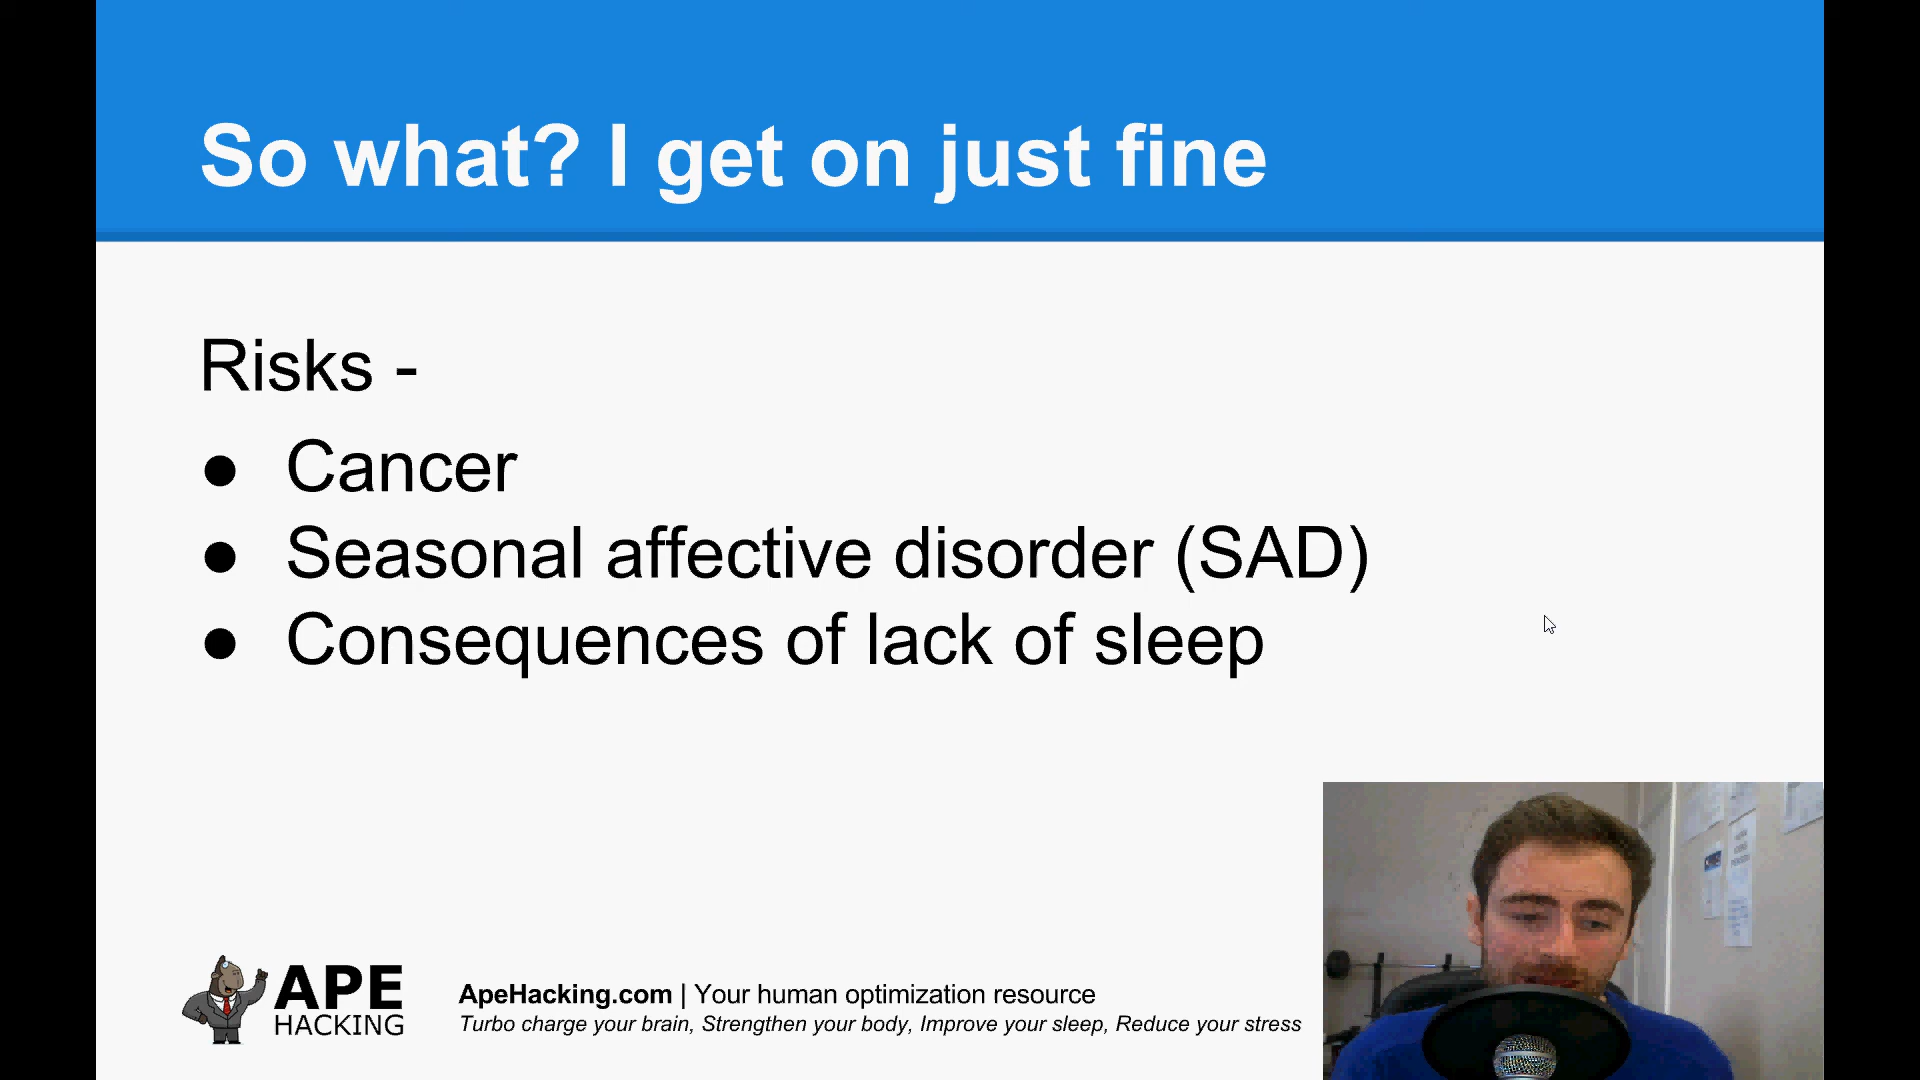 So what? I get on just fine
Risks -
● Cancer
● Seasonal affective disorder (SAD)
● Consequences of lack of sleep
APE
HACKING
ApeHacking.com | Your human optimization resource
Turbo charge your brain, Strengthen your body, Improve your sleep, Reduce your stress